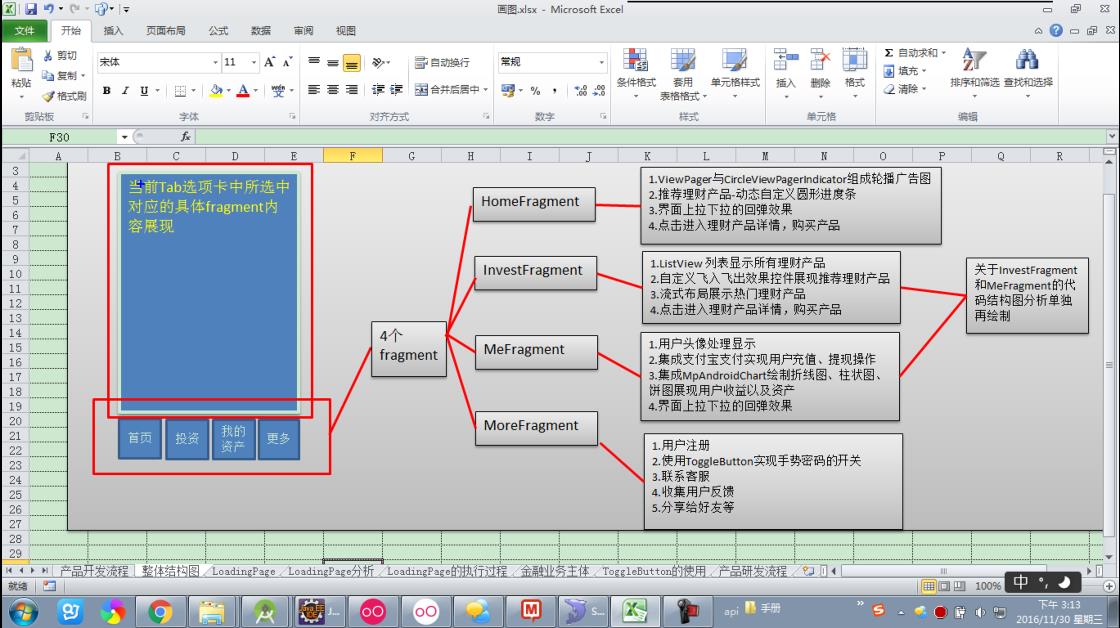 画图.xlsx - Microsoft Excel
文件 开始 插入 页面布局 公式 数据 审阅 视图
粘贴 剪切 复制 格式刷 剪贴板
宋体 11 B I U 字体
自动换行 合并后居中 对齐方式
常规 % , 数字
条件格式 套用表格格式 单元格样式 样式
插入 删除 格式 单元格
Σ 自动求和 填充 清除 排序和筛选 查找和选择 编辑
F30 fx
A B C D E F G H I J K L M N O P Q R
3
4
5
6
7
8
9
10
11
12
13
14
15
16
17
18
19
20
21
22
23
24
25
26
27
28
29
当前Tab选项卡中所选中
对应的具体fragment内
容展现
首页 投资 我的
资产 更多
4个
fragment
HomeFragment
InvestFragment
MeFragment
MoreFragment
1.ViewPager与CircleViewPagerIndicator组成轮播广告图
2.推荐理财产品-动态自定义圆形进度条
3.界面上拉下拉的回弹效果
4.点击进入理财产品详情，购买产品
1.ListView 列表显示所有理财产品
2.自定义飞入飞出效果控件展现推荐理财产品
3.流式布局展示热门理财产品
4.点击进入理财产品详情，购买产品
1.用户头像处理显示
2.集成支付宝支付实现用户充值、提现操作
3.集成MpAndroidChart绘制折线图、柱状图、
饼图展现用户收益以及资产
4.界面上拉下拉的回弹效果
1.用户注册
2.使用ToggleButton实现手势密码的开关
3.联系客服
4.收集用户反馈
5.分享给好友等
关于InvestFragment
和MeFragment的代
码结构图分析单独
再绘制
产品开发流程 整体结构图 LoadingPage LoadingPage分析 LoadingPage的执行过程 金融业务主体 ToggleButton的使用 产品研发流程
就绪 100% 中
J... S... api 手册
下午 3:13
2016/11/30 星期三